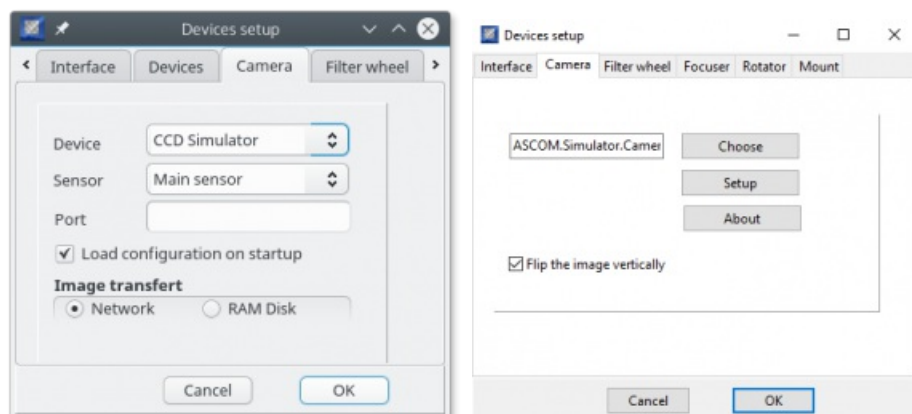 Devices setup
Interface Devices Camera Filter wheel
Device CCD Simulator
Sensor Main sensor
Port
Load configuration on startup
Image transfert
Network RAM Disk
Cancel OK
Devices setup
Interface Camera Filter wheel Focuser Rotator Mount
ASCOM.Simulator.Camer Choose
Setup
About
Flip the image vertically
Cancel OK